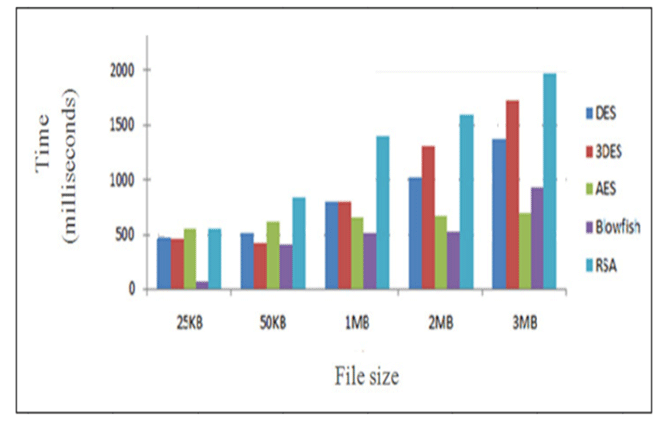 2000
1500
1000
500
0
Time
(milliseconds)
25KB
50KB
1MB
2MB
3MB
File size
DES
3DES
AES
Blowfish
RSA